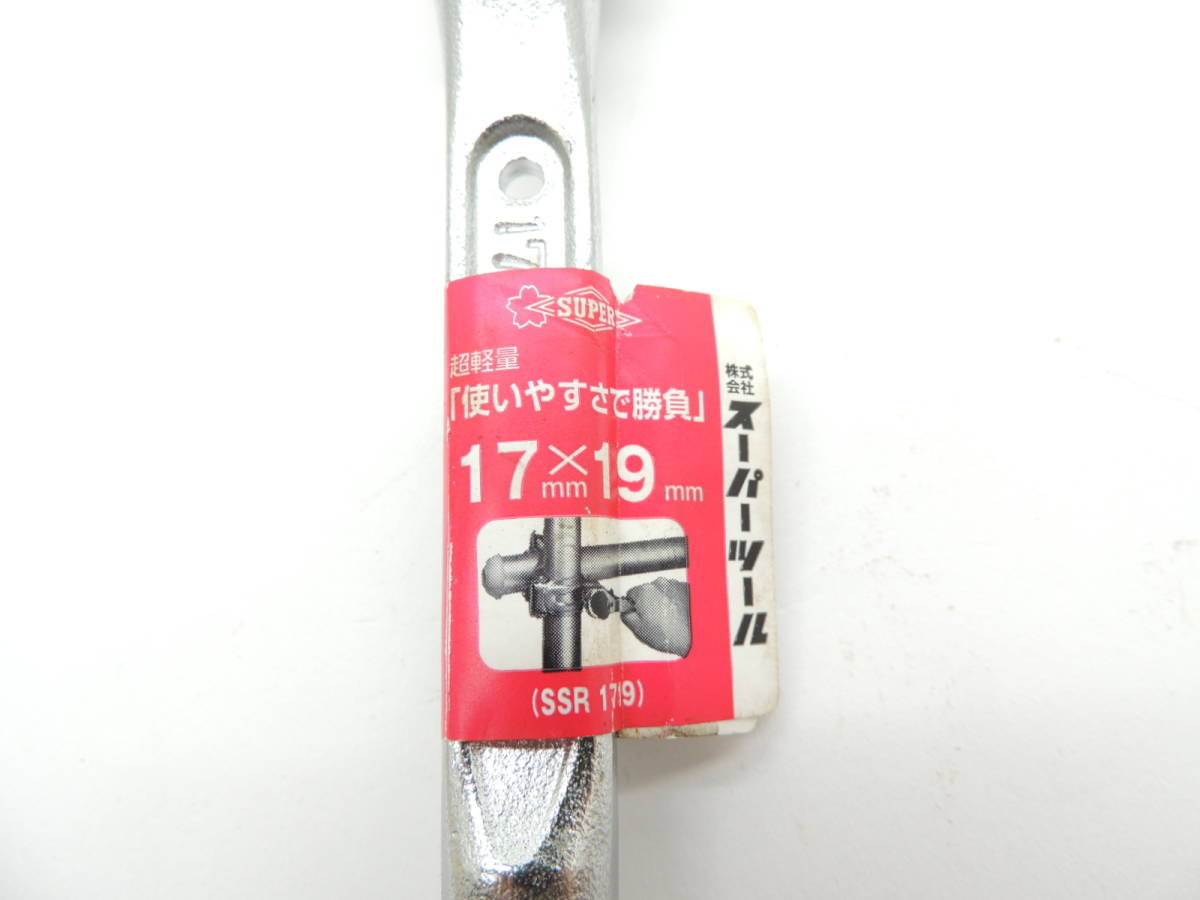 17
SUPER
超軽量
「使いやすさで勝負」
17mm×19mm
(SSR 1719)
株式会社
スーパーツール